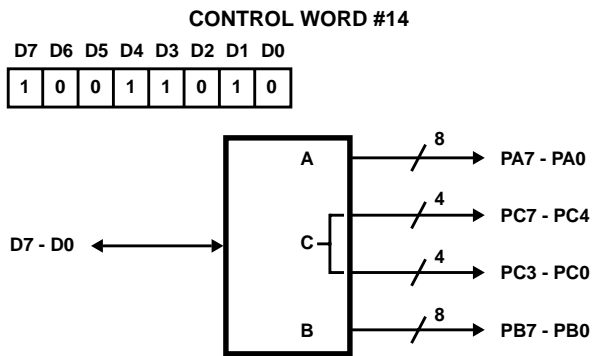 CONTROL WORD #14
D7 D6 D5 D4 D3 D2 D1 D0
1 0 0 1 1 0 1 0
A
8
PA7 - PA0
4
PC7 - PC4
D7 - D0
C
4
PC3 - PC0
B
8
PB7 - PB0